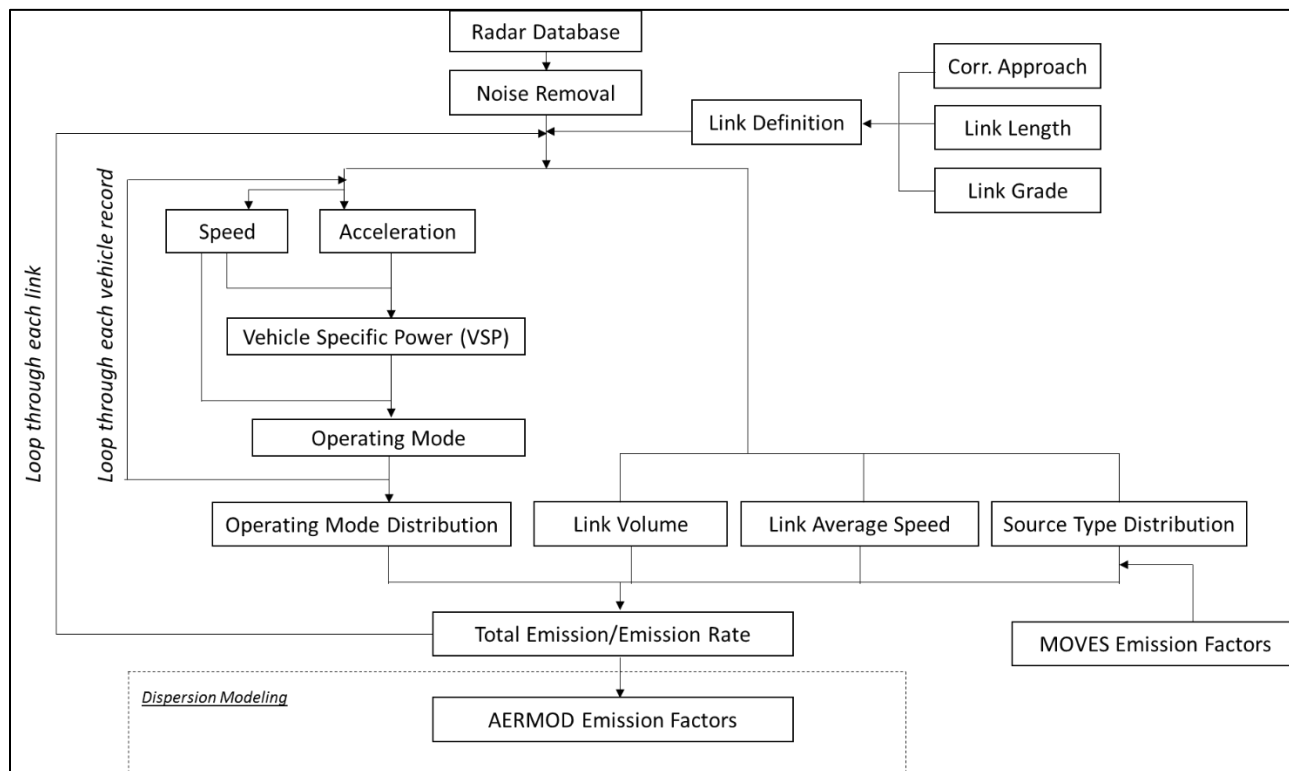 Radar Database
Noise Removal
Link Definition
Corr. Approach
Link Length
Link Grade
Loop through each link
Loop through each vehicle record
Speed
Acceleration
Vehicle Specific Power (VSP)
Operating Mode
Operating Mode Distribution
Link Volume
Link Average Speed
Source Type Distribution
Total Emission/Emission Rate
MOVES Emission Factors
Dispersion Modeling
AERMOD Emission Factors